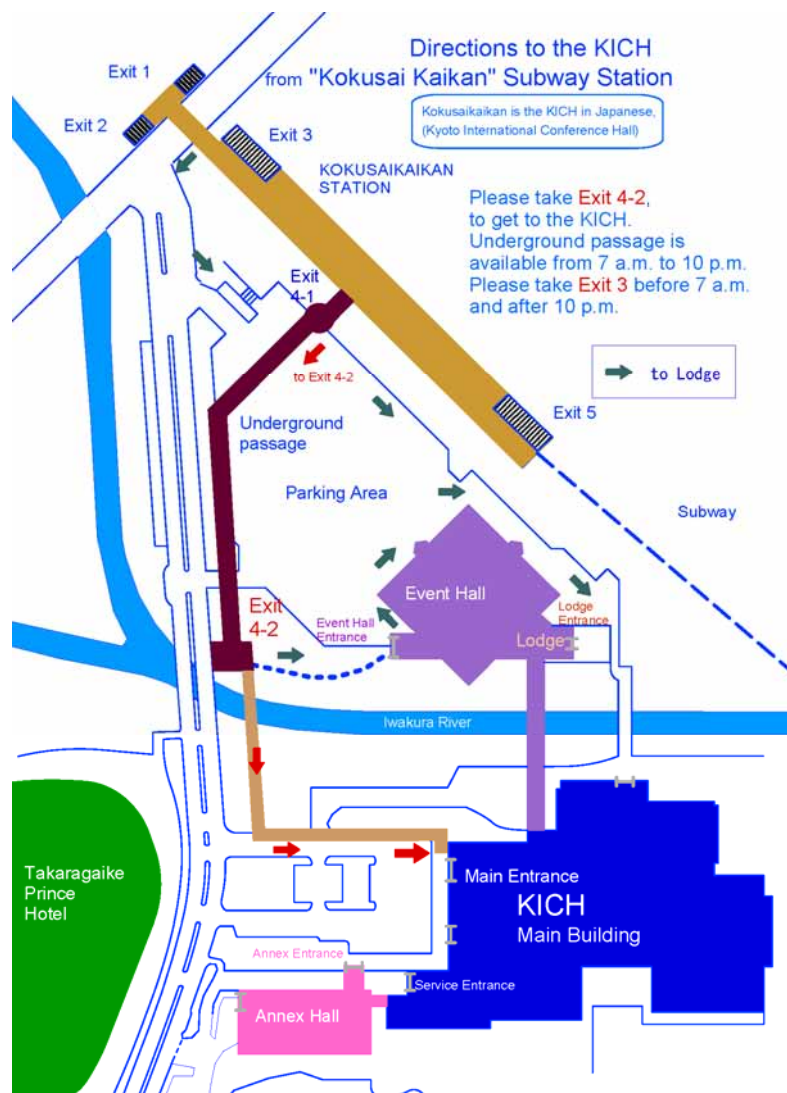 Directions to the KICH
from "Kokusai Kaikan" Subway Station
Kokusaikaikan is the KICH in Japanese,
(Kyoto International Conference Hall)
Exit 1
Exit 2
Exit 3
KOKUSAIKAIKAN
STATION
Please take Exit 4-2,
to get to the KICH.
Underground passage is
available from 7 a.m. to 10 p.m.
Please take Exit 3 before 7 a.m.
and after 10 p.m.
Exit
4-1
to Exit 4-2
to Lodge
Exit 5
Underground
passage
Parking Area
Subway
Event Hall
Exit
4-2
Event Hall
Entrance
Lodge
Entrance
Lodge
Iwakura River
Takaragaike
Prince
Hotel
Main Entrance
KICH
Main Building
Annex Entrance
Service Entrance
Annex Hall